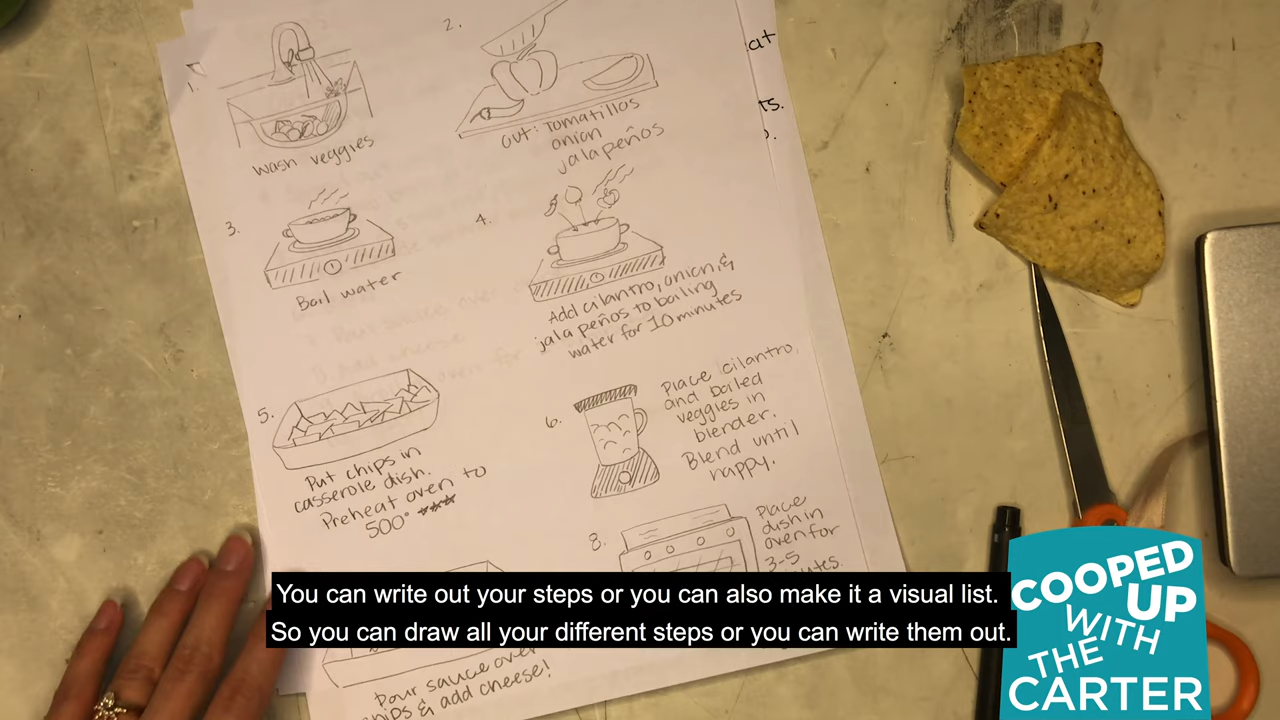 1.
wash veggies
2.
cut: tomatillos
onion
jalapeños
at
ts.
3.
Boil water
4.
Add cilantro, onion, &
jalapeños to boiling
water for 10 minutes
5.
Put chips in
casserole dish.
Preheat oven to
500° ***
6.
Place cilantro,
and boiled
veggies in
blender.
Blend until
happy.
8.
Place
dish in
oven for
3-5
utes.
Pour sauce over
chips & add cheese!
You can write out your steps or you can also make it a visual list.
So you can draw all your different steps or you can write them out.
COOPED
UP
WITH
THE
CARTER